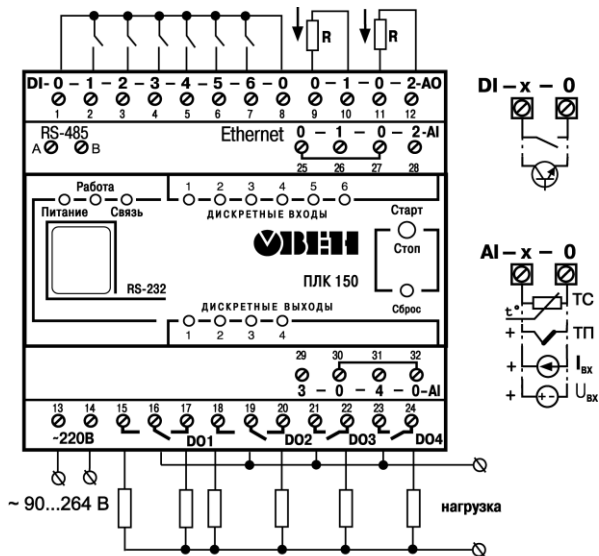 R R
DI-0-1-2-3-4-5-6-0 0-1-0-2-AO
1 2 3 4 5 6 7 8 9 10 11 12
RS-485 Ethernet 0-1-0-2-AI
A B
25 26 27 28
Работа
Питание Связь
1 2 3 4 5 6
ДИСКРЕТНЫЕ ВХОДЫ
Старт
Стоп
ОВЕН
ПЛК 150
RS-232
Сброс
ДИСКРЕТНЫЕ ВЫХОДЫ
1 2 3 4
29 30 31 32
3-0-4-0-AI
13 14 15 16 17 18 19 20 21 22 23 24
~220В DO1 DO2 DO3 DO4
~ 90...264 В
нагрузка
DI-x-0
AI-x-0
t° ТС
+ ТП
+ Iвх
+ Uвх